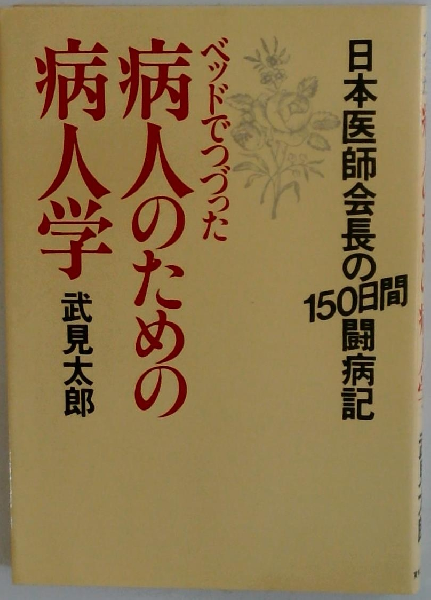 日本医師会長の150日間闘病記
ベッドでつづった
病人のための
病人学
武見太郎